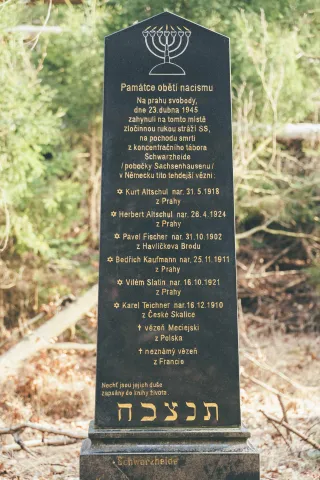 Památce obětí nacismu
Na prahu svobody,
dne 23.dubna 1945
zahynuli na tomto místě
zločinnou rukou stráží SS,
na pochodu smrti
z koncentračního tábora
Schwarzheide
/pobočky Sachsenhausenu/
v Německu tito tehdejší vězni:
✡ Kurt Altschul nar. 31.5.1918
z Prahy
✡ Herbert Altschul nar. 26.4.1924
z Prahy
✡ Pavel Fischer nar. 31.10.1902
z Havlíčkova Brodu
✡ Bedřich Kaufmann nar. 25.11.1911
z Prahy
✡ Vilém Slatin nar. 16.10.1921
z Prahy
✡ Karel Teichner nar. 16.12.1910
z České Skalice
† vězeň Meciejski
z Polska
† neznámý vězeň
z Francie
Nechť jsou jejich duše
zapsány do knihy života
תנצבה
Schwarzheide